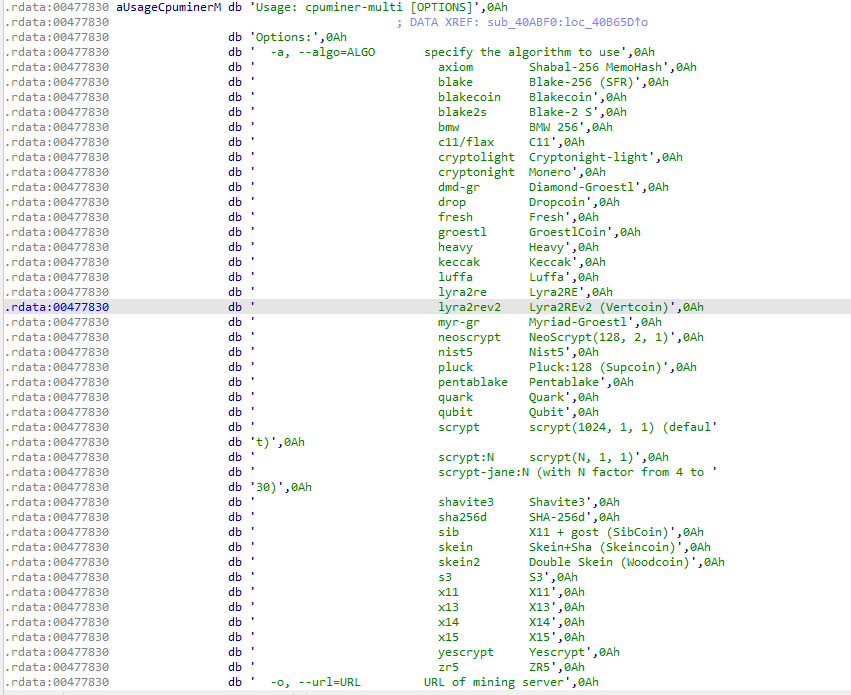 .rdata:00477830 aUsageCpuminerM db 'Usage: cpuminer-multi [OPTIONS]',0Ah
.rdata:00477830 ; DATA XREF: sub_40ABF0:loc_40B65D↑o
.rdata:00477830 db 'Options:',0Ah
.rdata:00477830 db ' -a, --algo=ALGO specify the algorithm to use',0Ah
.rdata:00477830 db ' axiom Shabal-256 MemoHash',0Ah
.rdata:00477830 db ' blake Blake-256 (SFR)',0Ah
.rdata:00477830 db ' blakecoin Blakecoin',0Ah
.rdata:00477830 db ' blake2s Blake-2 S',0Ah
.rdata:00477830 db ' bmw BMW 256',0Ah
.rdata:00477830 db ' c11/flax C11',0Ah
.rdata:00477830 db ' cryptolight Cryptonight-light',0Ah
.rdata:00477830 db ' cryptonight Monero',0Ah
.rdata:00477830 db ' dmd-gr Diamond-Groestl',0Ah
.rdata:00477830 db ' drop Dropcoin',0Ah
.rdata:00477830 db ' fresh Fresh',0Ah
.rdata:00477830 db ' groestl GroestlCoin',0Ah
.rdata:00477830 db ' heavy Heavy',0Ah
.rdata:00477830 db ' keccak Keccak',0Ah
.rdata:00477830 db ' luffa Luffa',0Ah
.rdata:00477830 db ' lyra2re Lyra2RE',0Ah
.rdata:00477830 db ' lyra2rev2 Lyra2REv2 (Vertcoin)',0Ah
.rdata:00477830 db ' myr-gr Myriad-Groestl',0Ah
.rdata:00477830 db ' neoscrypt NeoScrypt(128, 2, 1)',0Ah
.rdata:00477830 db ' nist5 Nist5',0Ah
.rdata:00477830 db ' pluck Pluck:128 (Supcoin)',0Ah
.rdata:00477830 db ' pentablake Pentablake',0Ah
.rdata:00477830 db ' quark Quark',0Ah
.rdata:00477830 db ' qubit Qubit',0Ah
.rdata:00477830 db ' scrypt scrypt(1024, 1, 1) (defaul'
.rdata:00477830 db 't)',0Ah
.rdata:00477830 db ' scrypt:N scrypt(N, 1, 1)',0Ah
.rdata:00477830 db ' scrypt-jane:N (with N factor from 4 to '
.rdata:00477830 db '30)',0Ah
.rdata:00477830 db ' shavite3 Shavite3',0Ah
.rdata:00477830 db ' sha256d SHA-256d',0Ah
.rdata:00477830 db ' sib X11 + gost (SibCoin)',0Ah
.rdata:00477830 db ' skein Skein+Sha (Skeincoin)',0Ah
.rdata:00477830 db ' skein2 Double Skein (Woodcoin)',0Ah
.rdata:00477830 db ' s3 S3',0Ah
.rdata:00477830 db ' x11 X11',0Ah
.rdata:00477830 db ' x13 X13',0Ah
.rdata:00477830 db ' x14 X14',0Ah
.rdata:00477830 db ' x15 X15',0Ah
.rdata:00477830 db ' yescrypt Yescrypt',0Ah
.rdata:00477830 db ' zr5 ZR5',0Ah
.rdata:00477830 db ' -o, --url=URL URL of mining server',0Ah